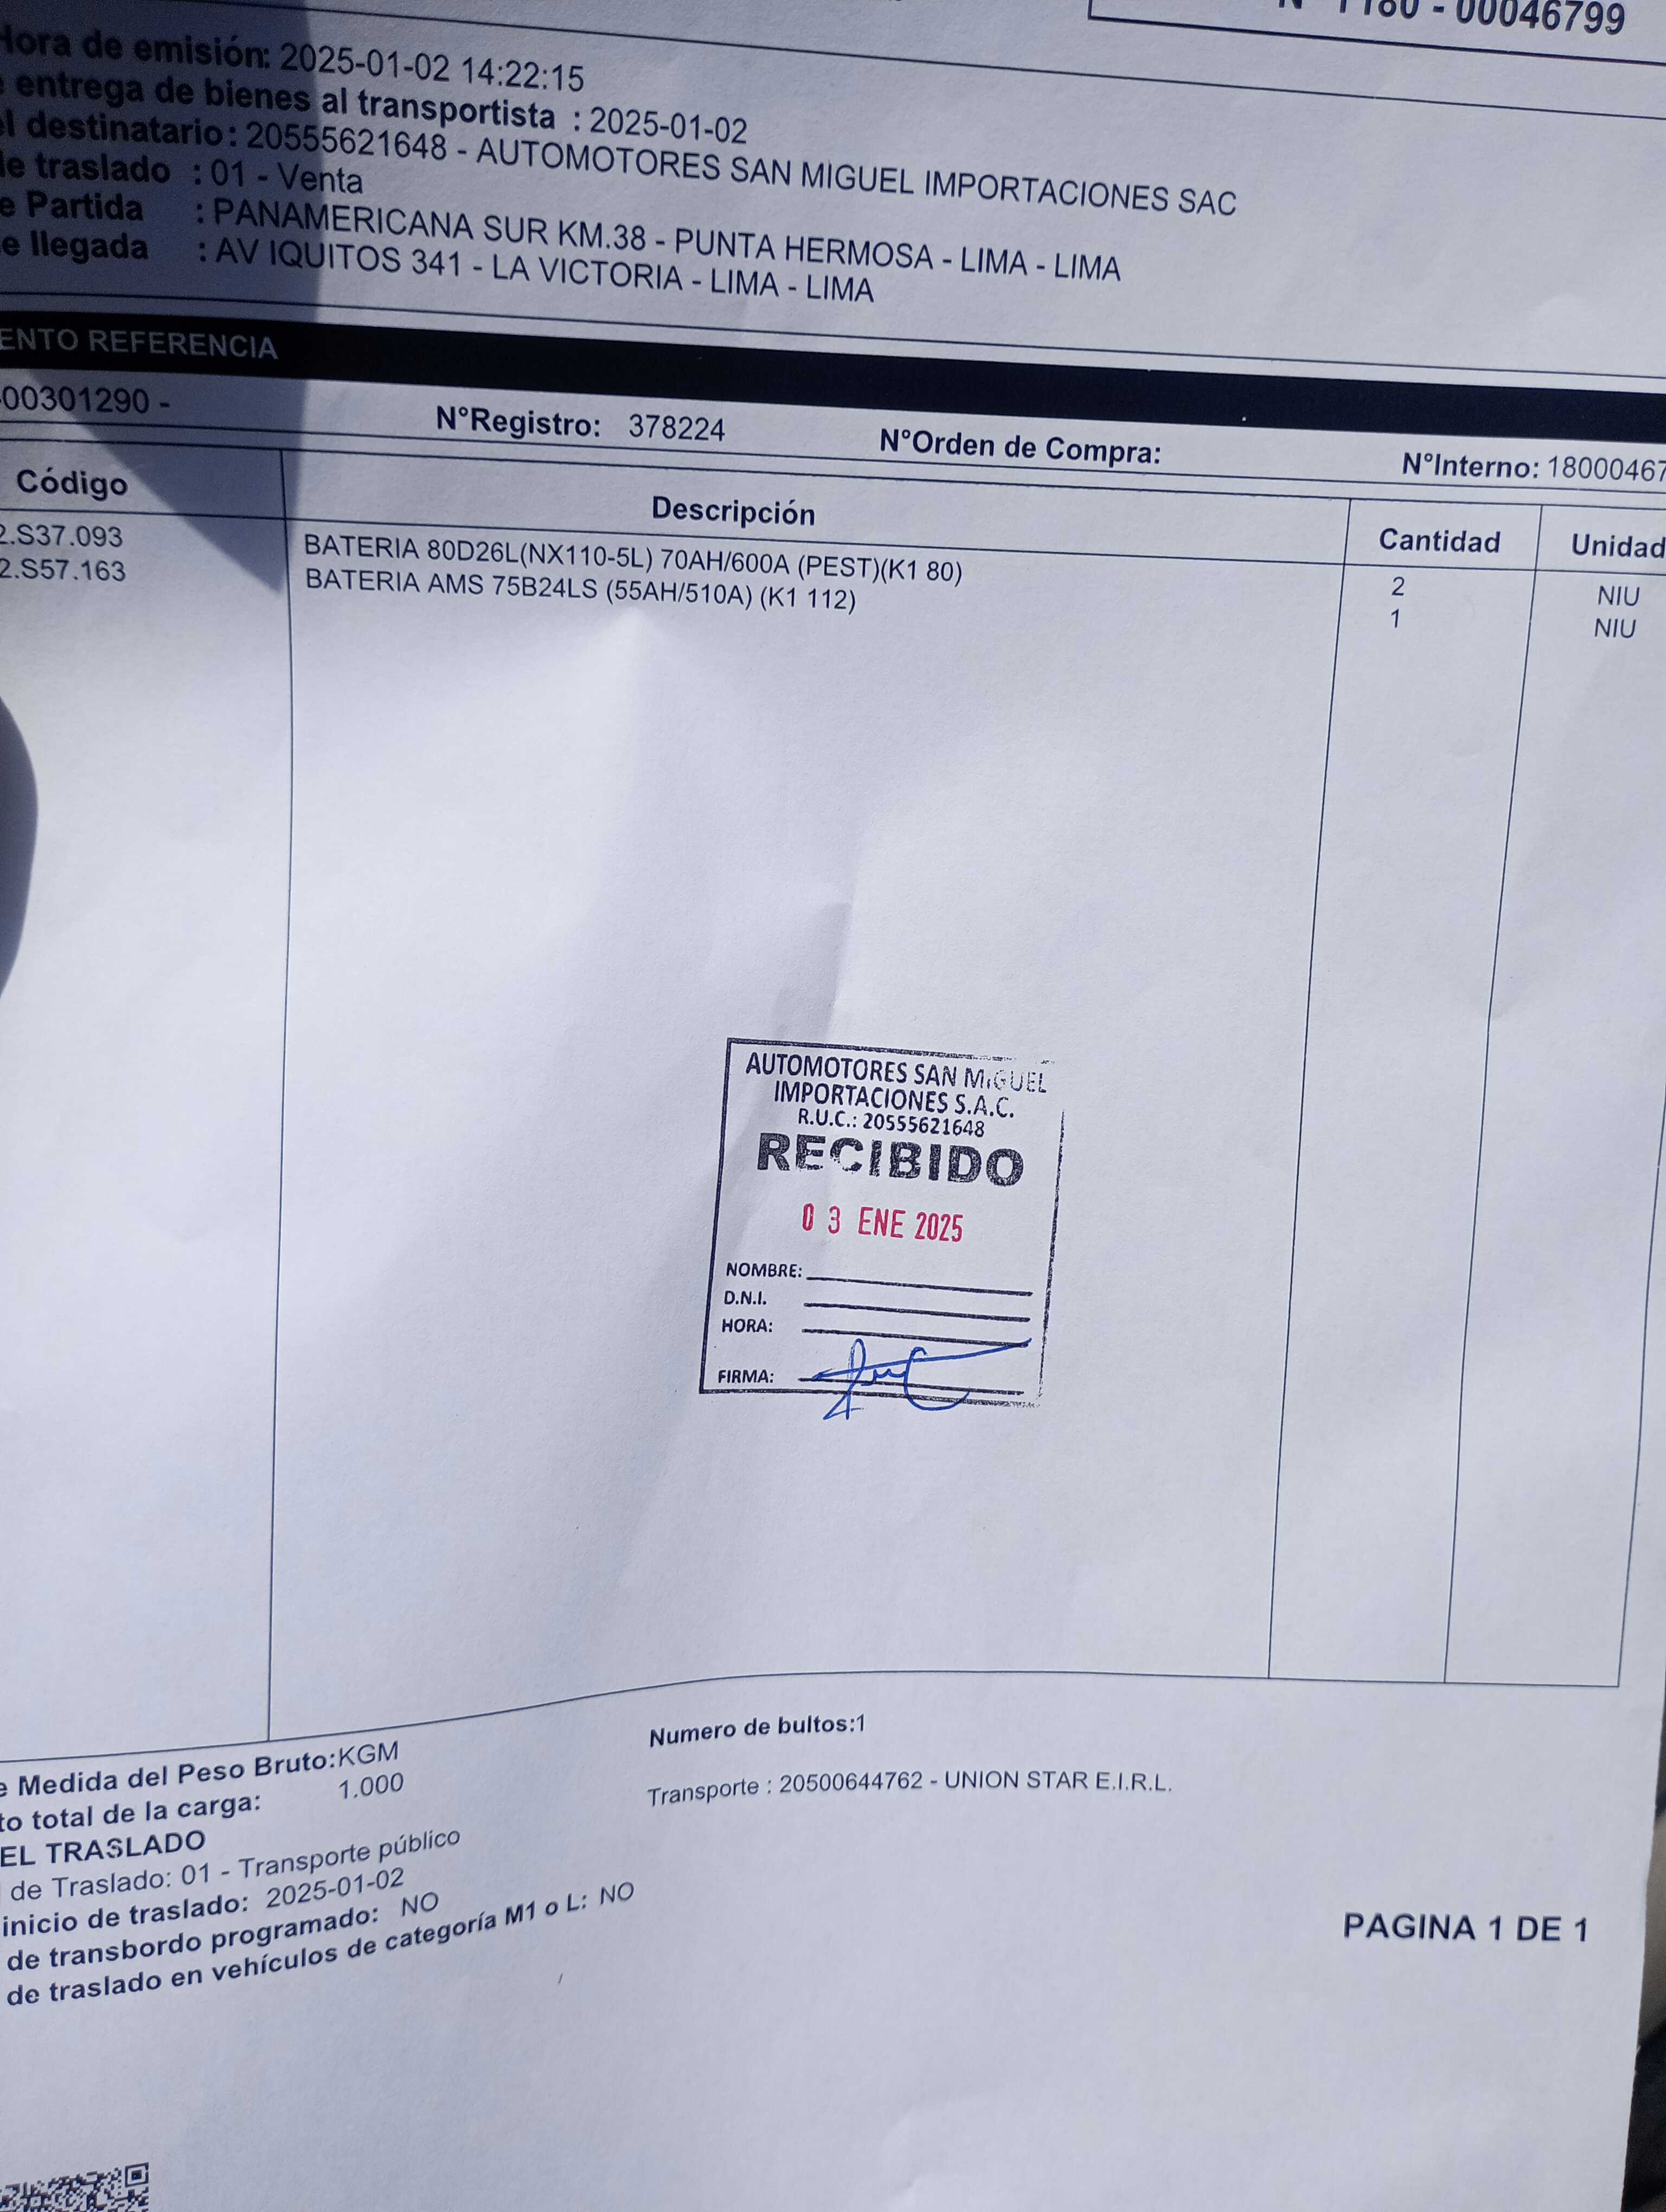 - 00046799
Hora de emisión: 2025-01-02 14:22:15
entrega de bienes al transportista : 2025-01-02
l destinatario: 20555621648 - AUTOMOTORES SAN MIGUEL IMPORTACIONES SAC
de traslado : 01 - Venta
e Partida : PANAMERICANA SUR KM.38 - PUNTA HERMOSA - LIMA - LIMA
e llegada : AV IQUITOS 341 - LA VICTORIA - LIMA - LIMA
ENTO REFERENCIA
-00301290 - N°Registro: 378224 N°Orden de Compra: N°Interno: 18000467
Código Descripción Cantidad Unidad
2.S37.093 BATERIA 80D26L(NX110-5L) 70AH/600A (PEST)(K1 80) 2 NIU
2.S57.163 BATERIA AMS 75B24LS (55AH/510A) (K1 112) 1 NIU
AUTOMOTORES SAN MIGUEL
IMPORTACIONES S.A.C.
R.U.C.: 20555621648
RECIBIDO
03 ENE 2025
NOMBRE:
D.N.I.
HORA:
FIRMA:
e Medida del Peso Bruto:KGM Numero de bultos:1
to total de la carga: 1.000 Transporte : 20500644762 - UNION STAR E.I.R.L.
EL TRASLADO
de Traslado: 01 - Transporte público
inicio de traslado: 2025-01-02
de transbordo programado: NO
de traslado en vehículos de categoría M1 o L: NO
PAGINA 1 DE 1